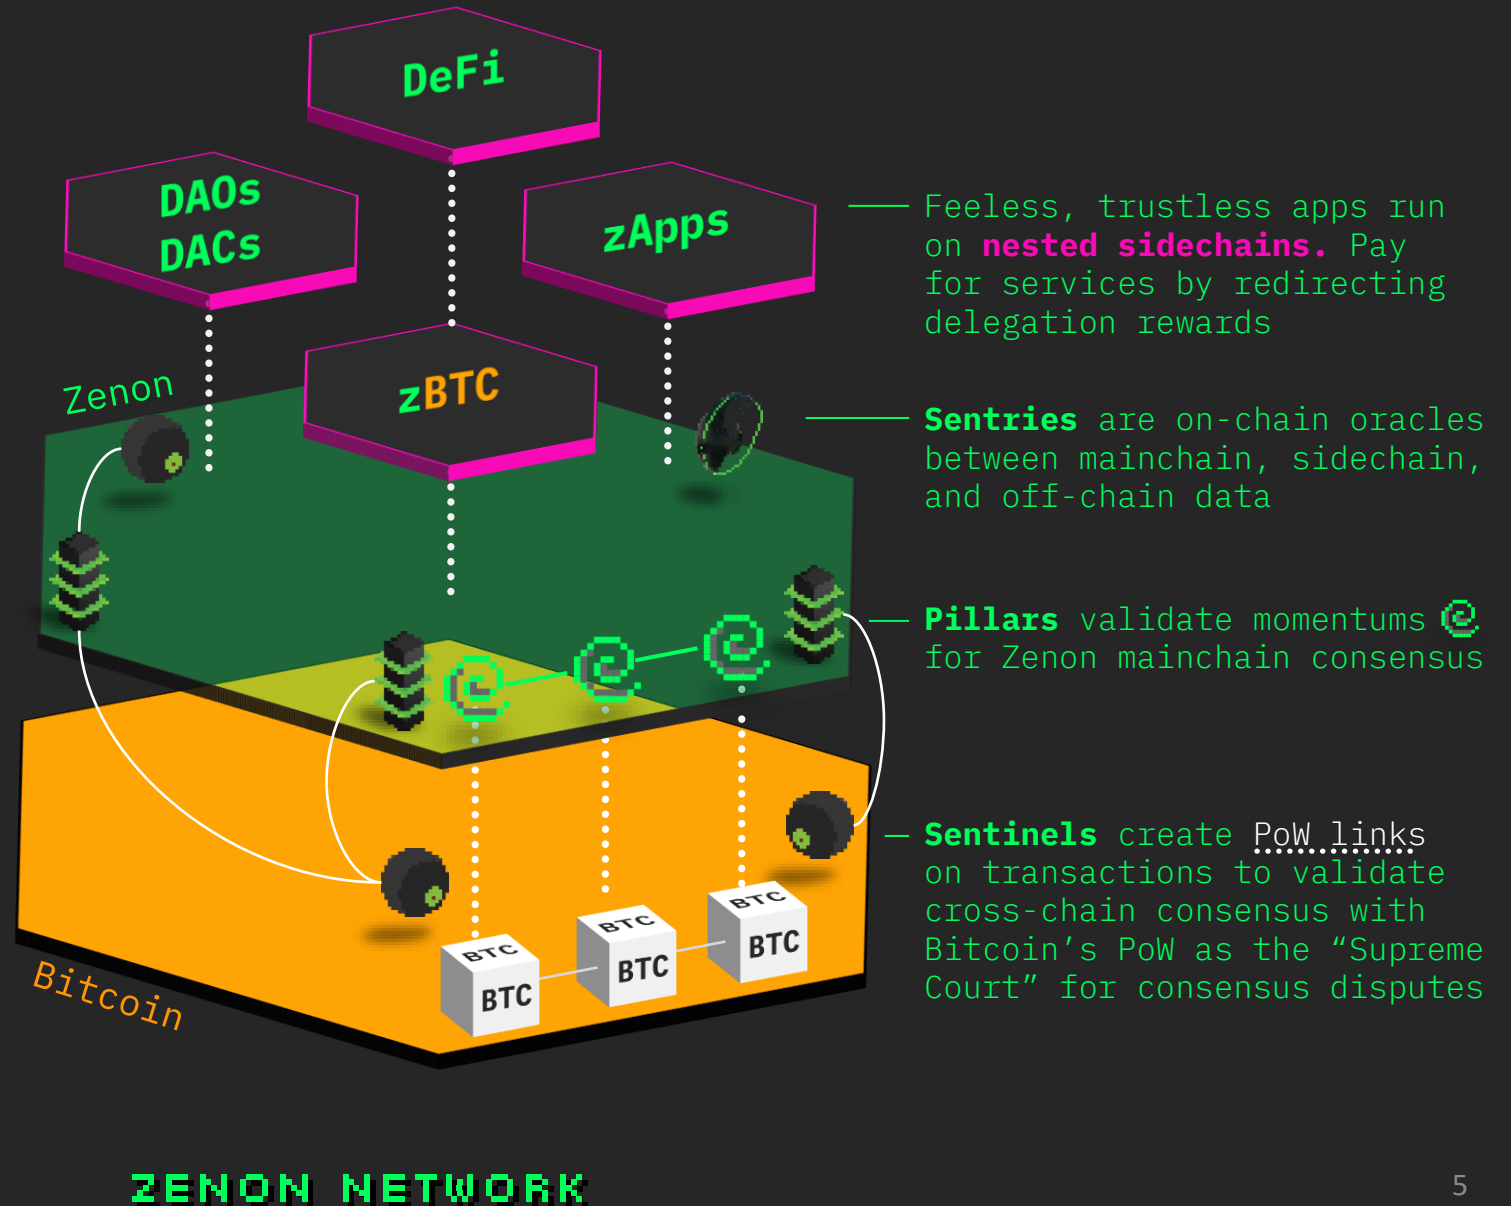 DeFi
DAOs
DACs
zApps
zBTC
Zenon
Feeless, trustless apps run
on nested sidechains. Pay
for services by redirecting
delegation rewards
Sentries are on-chain oracles
between mainchain, sidechain,
and off-chain data
Pillars validate momentums
for Zenon mainchain consensus
Sentinels create PoW links
on transactions to validate
cross-chain consensus with
Bitcoin’s PoW as the “Supreme
Court” for consensus disputes
BTC
BTC
BTC
BTC
BTC
BTC
Bitcoin
ZENON NETWORK
5